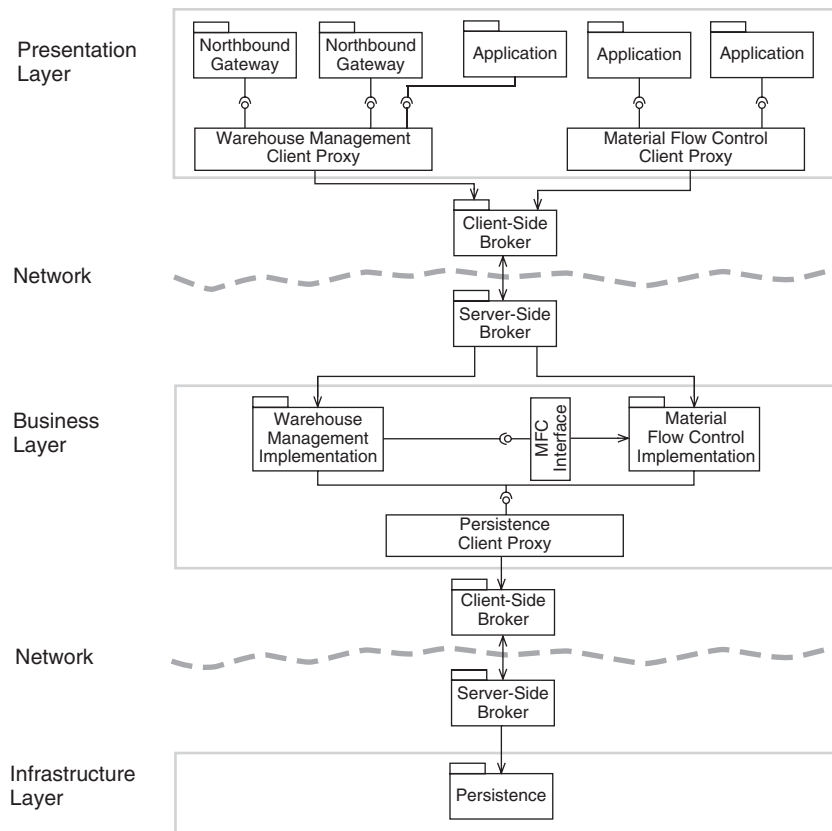 Presentation
Layer
Northbound
Gateway
Northbound
Gateway
Application
Application
Application
Warehouse Management
Client Proxy
Material Flow Control
Client Proxy
Client-Side
Broker
Network
Server-Side
Broker
Business
Layer
Warehouse
Management
Implementation
MFC
Interface
Material
Flow Control
Implementation
Persistence
Client Proxy
Client-Side
Broker
Network
Server-Side
Broker
Infrastructure
Layer
Persistence